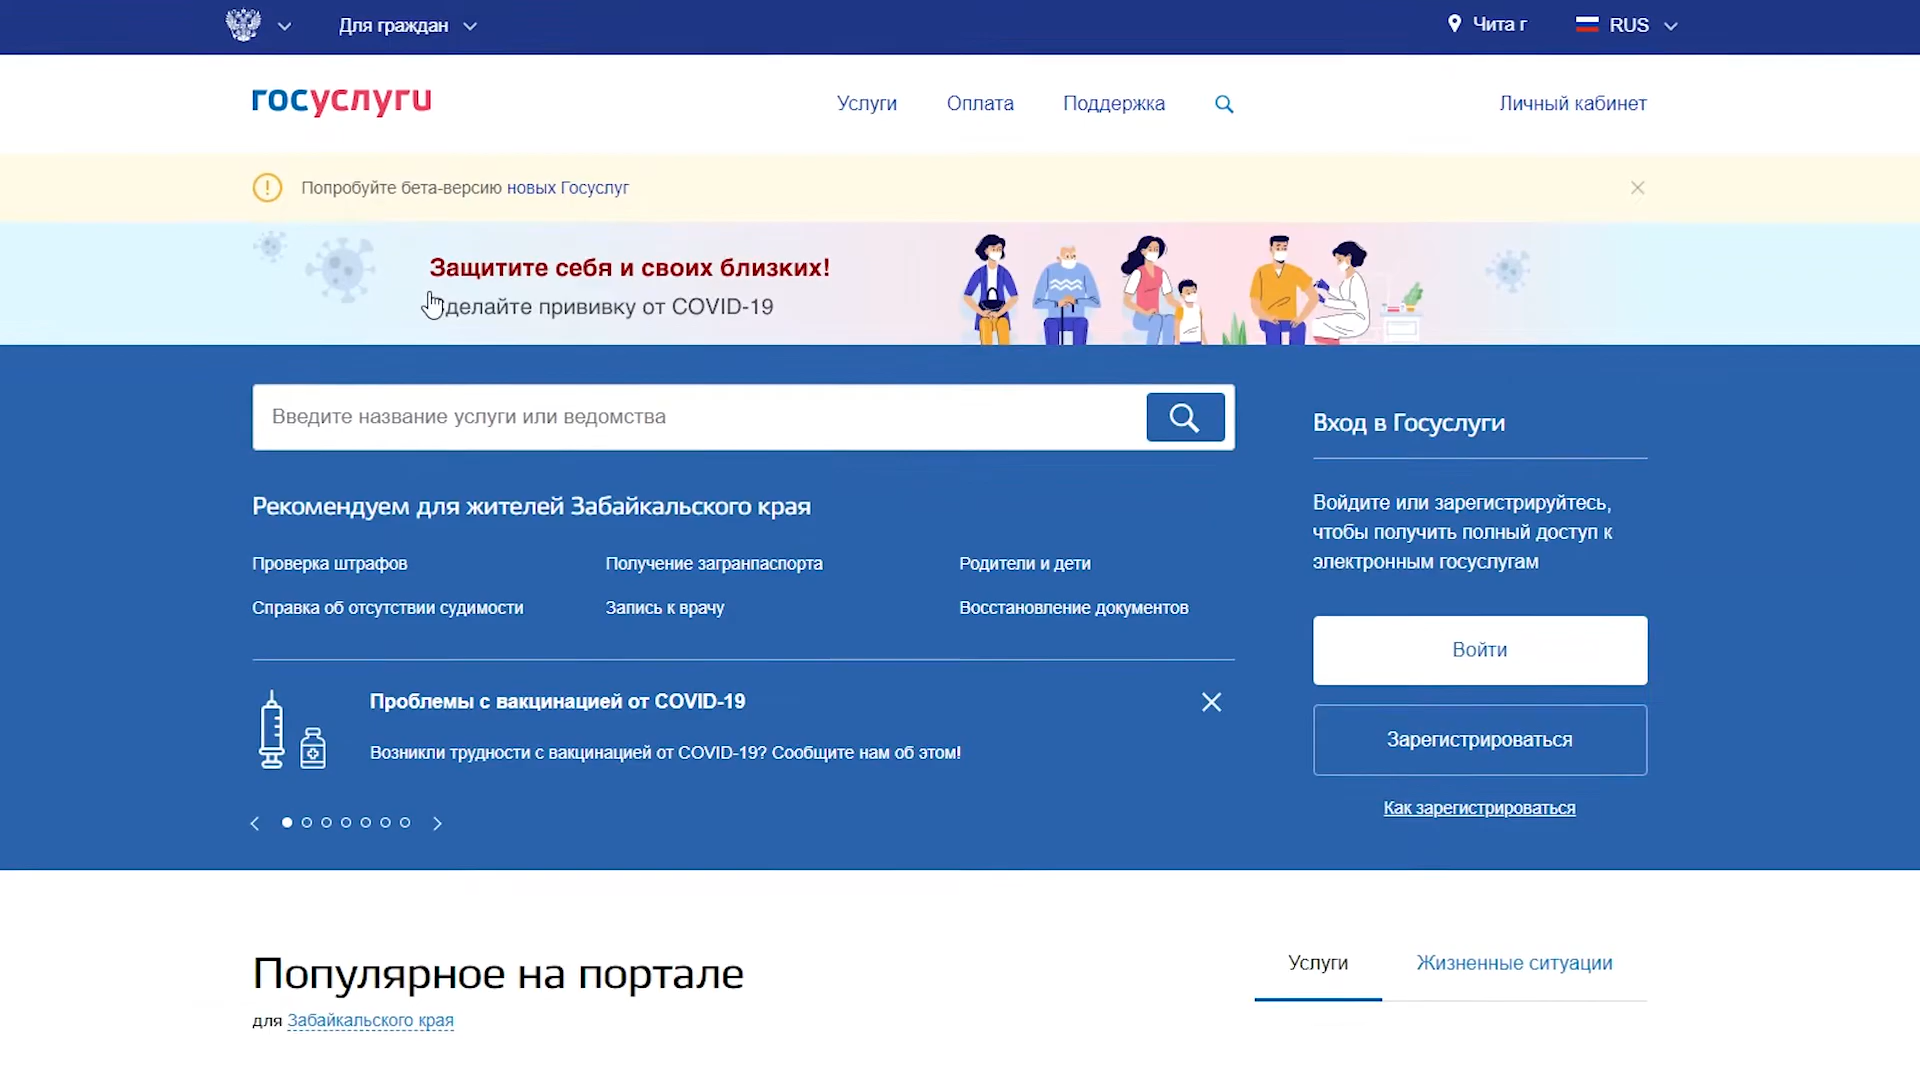 Для граждан
Чита г
RUS
госуслуги
Услуги
Оплата
Поддержка
Личный кабинет
Попробуйте бета-версию новых Госуслуг
Защитите себя и своих близких!
делайте прививку от COVID-19
Введите название услуги или ведомства
Рекомендуем для жителей Забайкальского края
Проверка штрафов
Получение загранпаспорта
Родители и дети
Справка об отсутствии судимости
Запись к врачу
Восстановление документов
Проблемы с вакцинацией от COVID-19
Возникли трудности с вакцинацией от COVID-19? Сообщите нам об этом!
Вход в Госуслуги
Войдите или зарегистрируйтесь,
чтобы получить полный доступ к
электронным госуслугам
Войти
Зарегистрироваться
Как зарегистрироваться
Популярное на портале
для Забайкальского края
Услуги
Жизненные ситуации